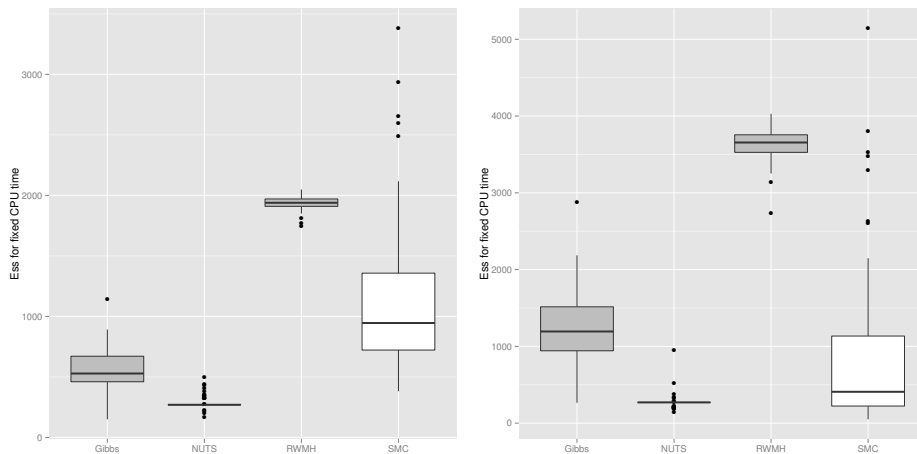 Ess for fixed CPU time
3000
2000
1000
0
Gibbs NUTS RWMH SMC
Ess for fixed CPU time
5000
4000
3000
2000
1000
0
Gibbs NUTS RWMH SMC